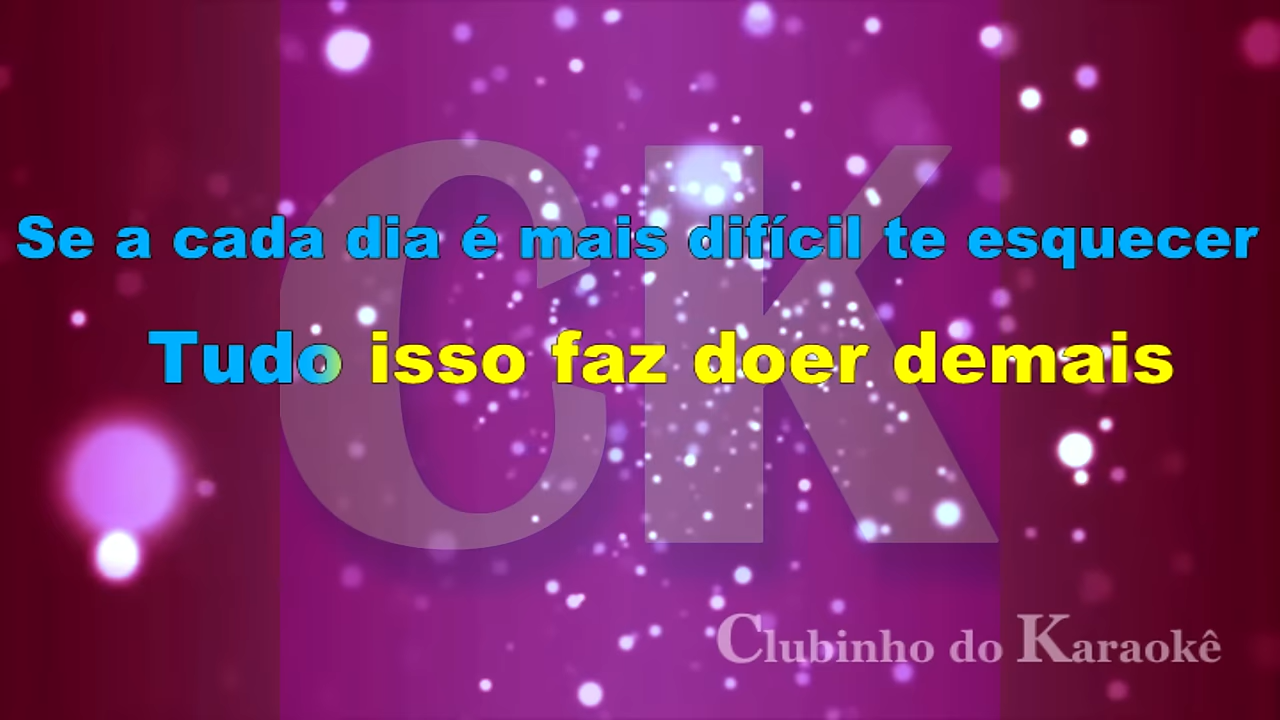 CK
Se a cada dia é mais difícil te esquecer
Tudo isso faz doer demais
Clubinho do Karaokê